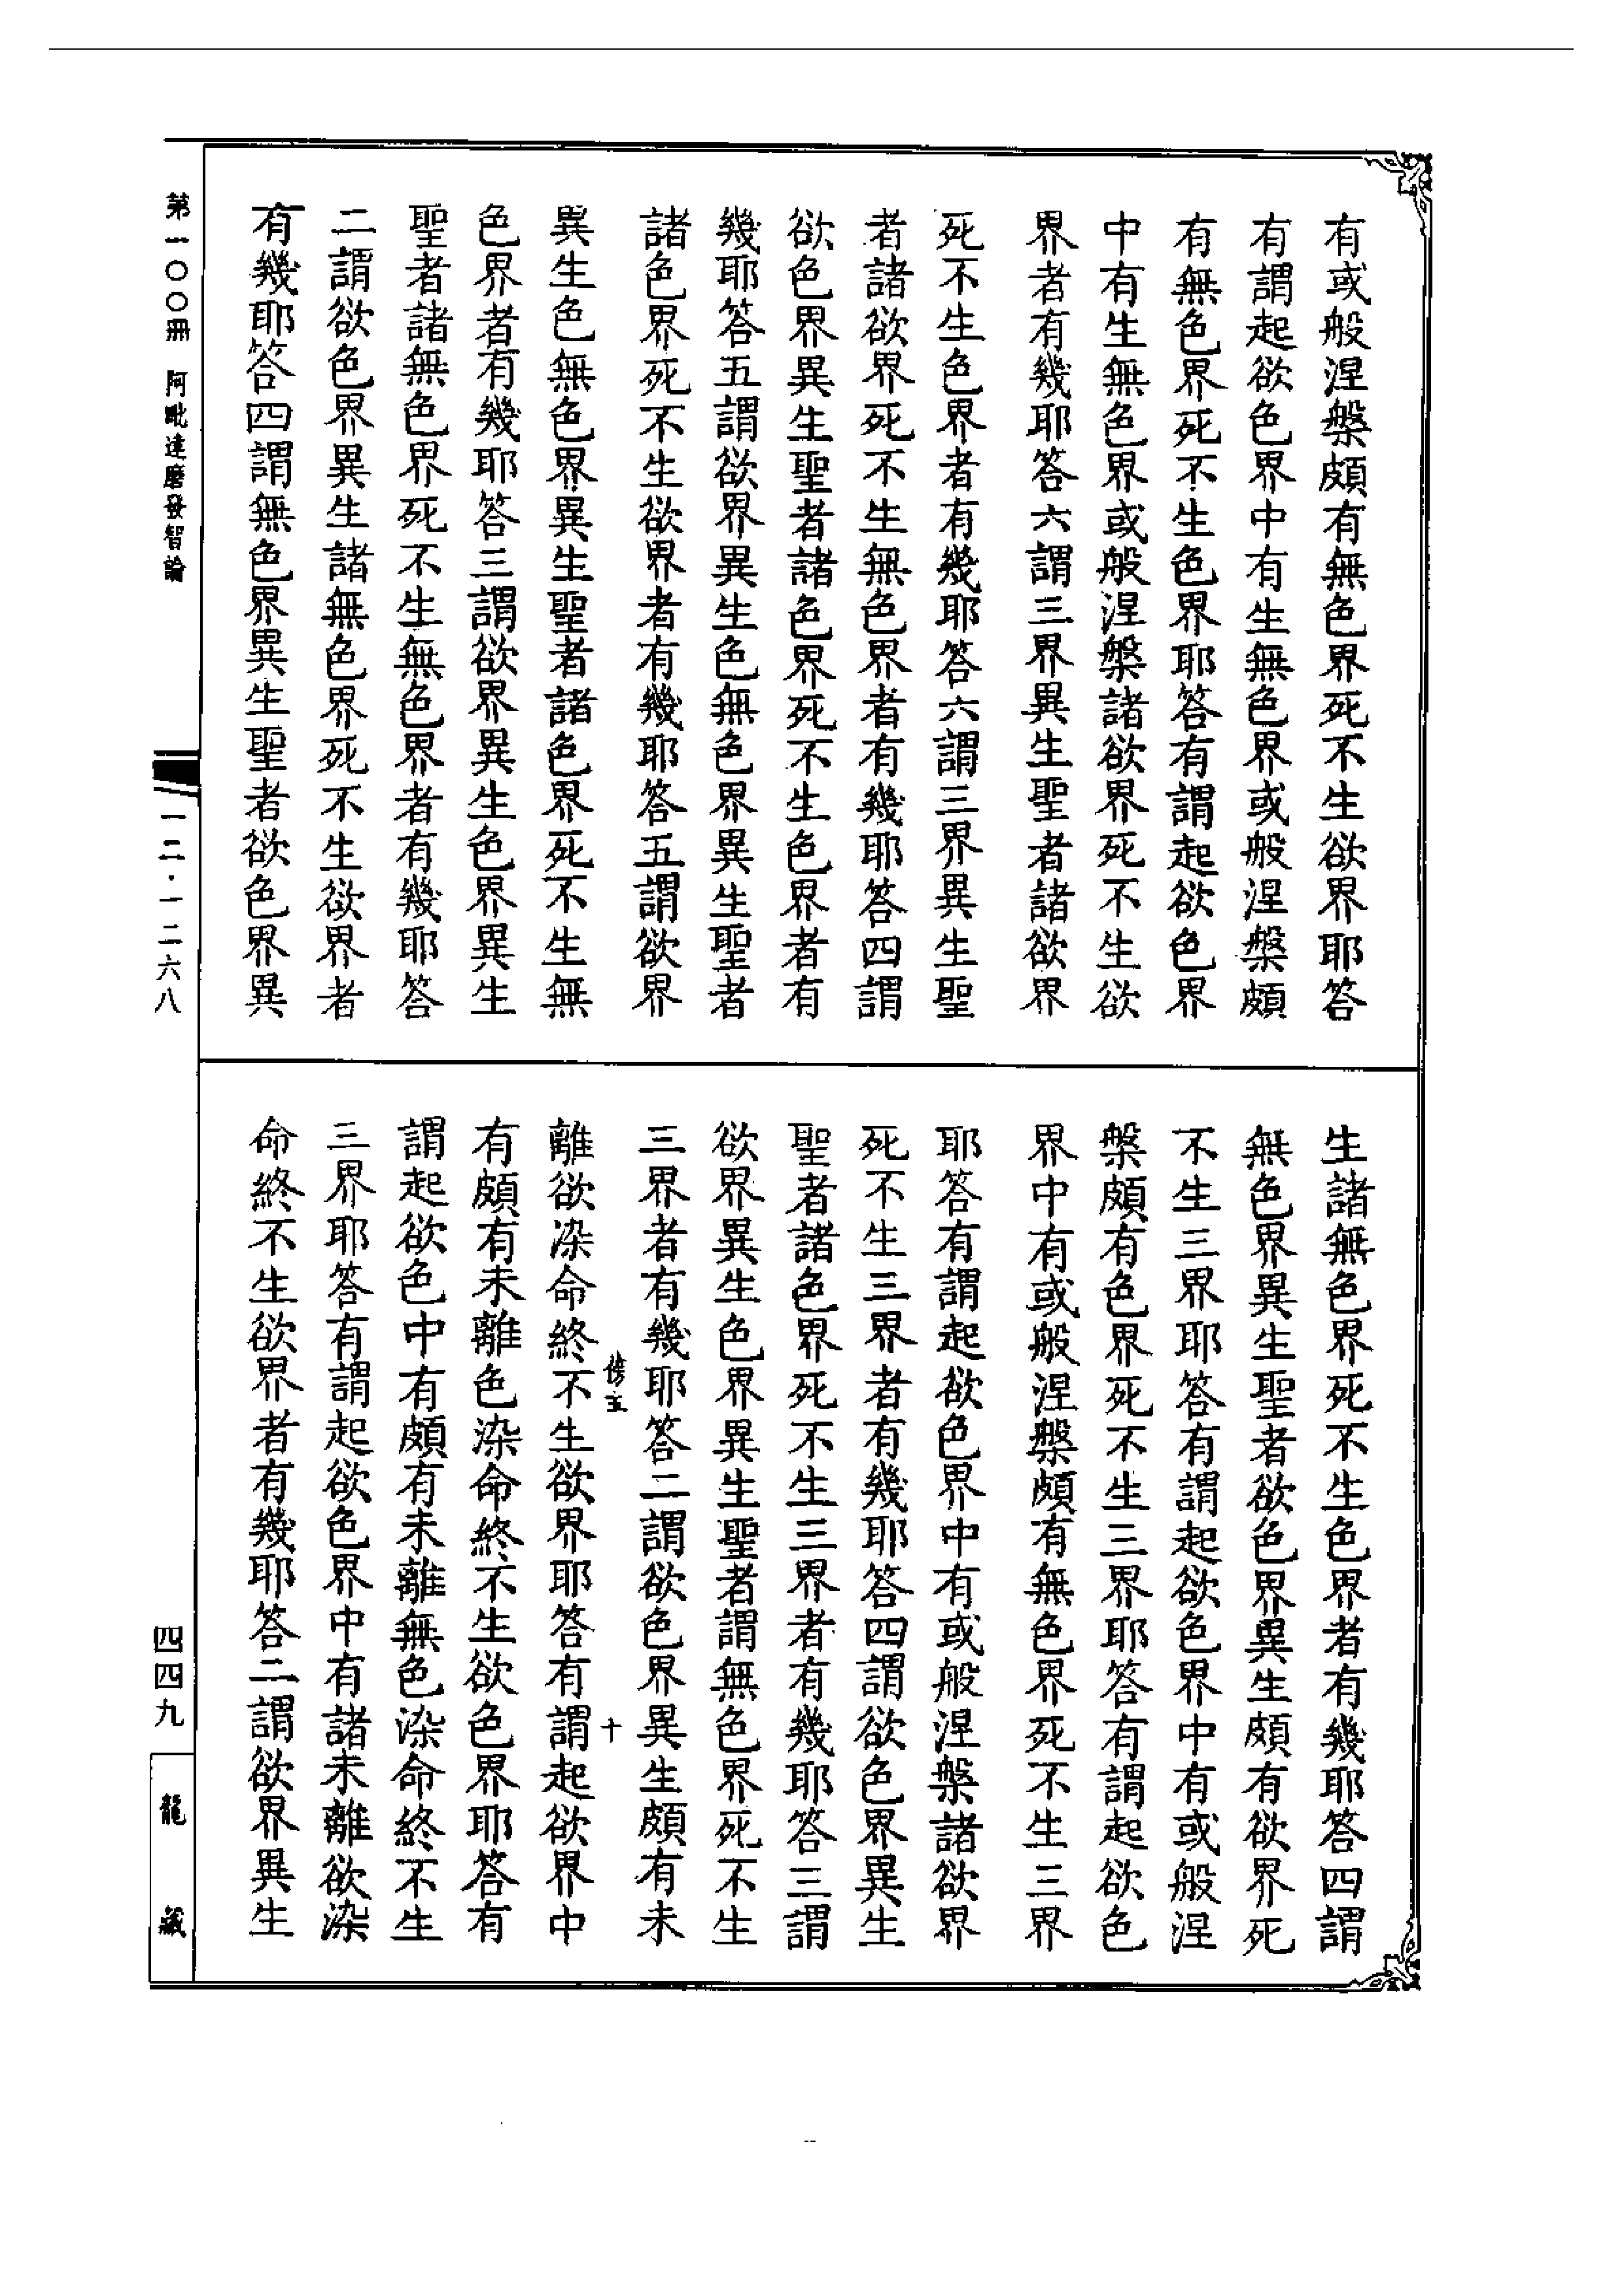 有或般涅槃頗有無色界死不生欲界耶答
有謂起欲色界中有生無色界或般涅槃頗
有無色界死不生色界耶答有謂起欲色界
中有生無色界或般涅槃諸欲界死不生欲
界者有幾耶答六謂三界異生聖者諸欲界
死不生色界者有幾耶答六謂三界異生聖
者諸欲界死不生無色界者有幾耶答四謂
欲色界異生聖者諸色界死不生色界者有
幾耶答五謂欲界異生色無色界異生聖者
諸色界死不生欲界者有幾耶答五謂欲界
異生色無色界異生聖者諸色界死不生無
色界者有幾耶答三謂欲界異生色界異生
聖者諸無色界死不生無色界者有幾耶答
二謂欲色界異生諸無色界死不生欲界者
有幾耶答四謂無色界異生聖者欲色界異
生諸無色界死不生色界者有幾耶答四謂
無色界異生聖者欲色界異生頗有欲界死
不生三界耶答有謂起欲色界中有或般涅
槃頗有色界死不生三界耶答有謂起欲色
界中有或般涅槃頗有無色界死不生三界
耶答有謂起欲色界中有或般涅槃諸欲界
死不生三界者有幾耶答四謂欲色界異生
聖者諸色界死不生三界者有幾耶答三謂
欲界異生色界異生聖者謂無色界死不生
三界者有幾耶答二謂欲色界異生頗有未
十
離欲染命終不生欲界耶答有謂起欲界中
有頗有未離色染命終不生欲色界耶答有
謂起欲色中有頗有未離無色染命終不生
三界耶答有謂起欲色界中有諸未離欲染
命終不生欲界者有幾耶答二謂欲界異生
第一〇〇冊 阿毗達磨發智論
一二·一二六八
四四九
龍藏